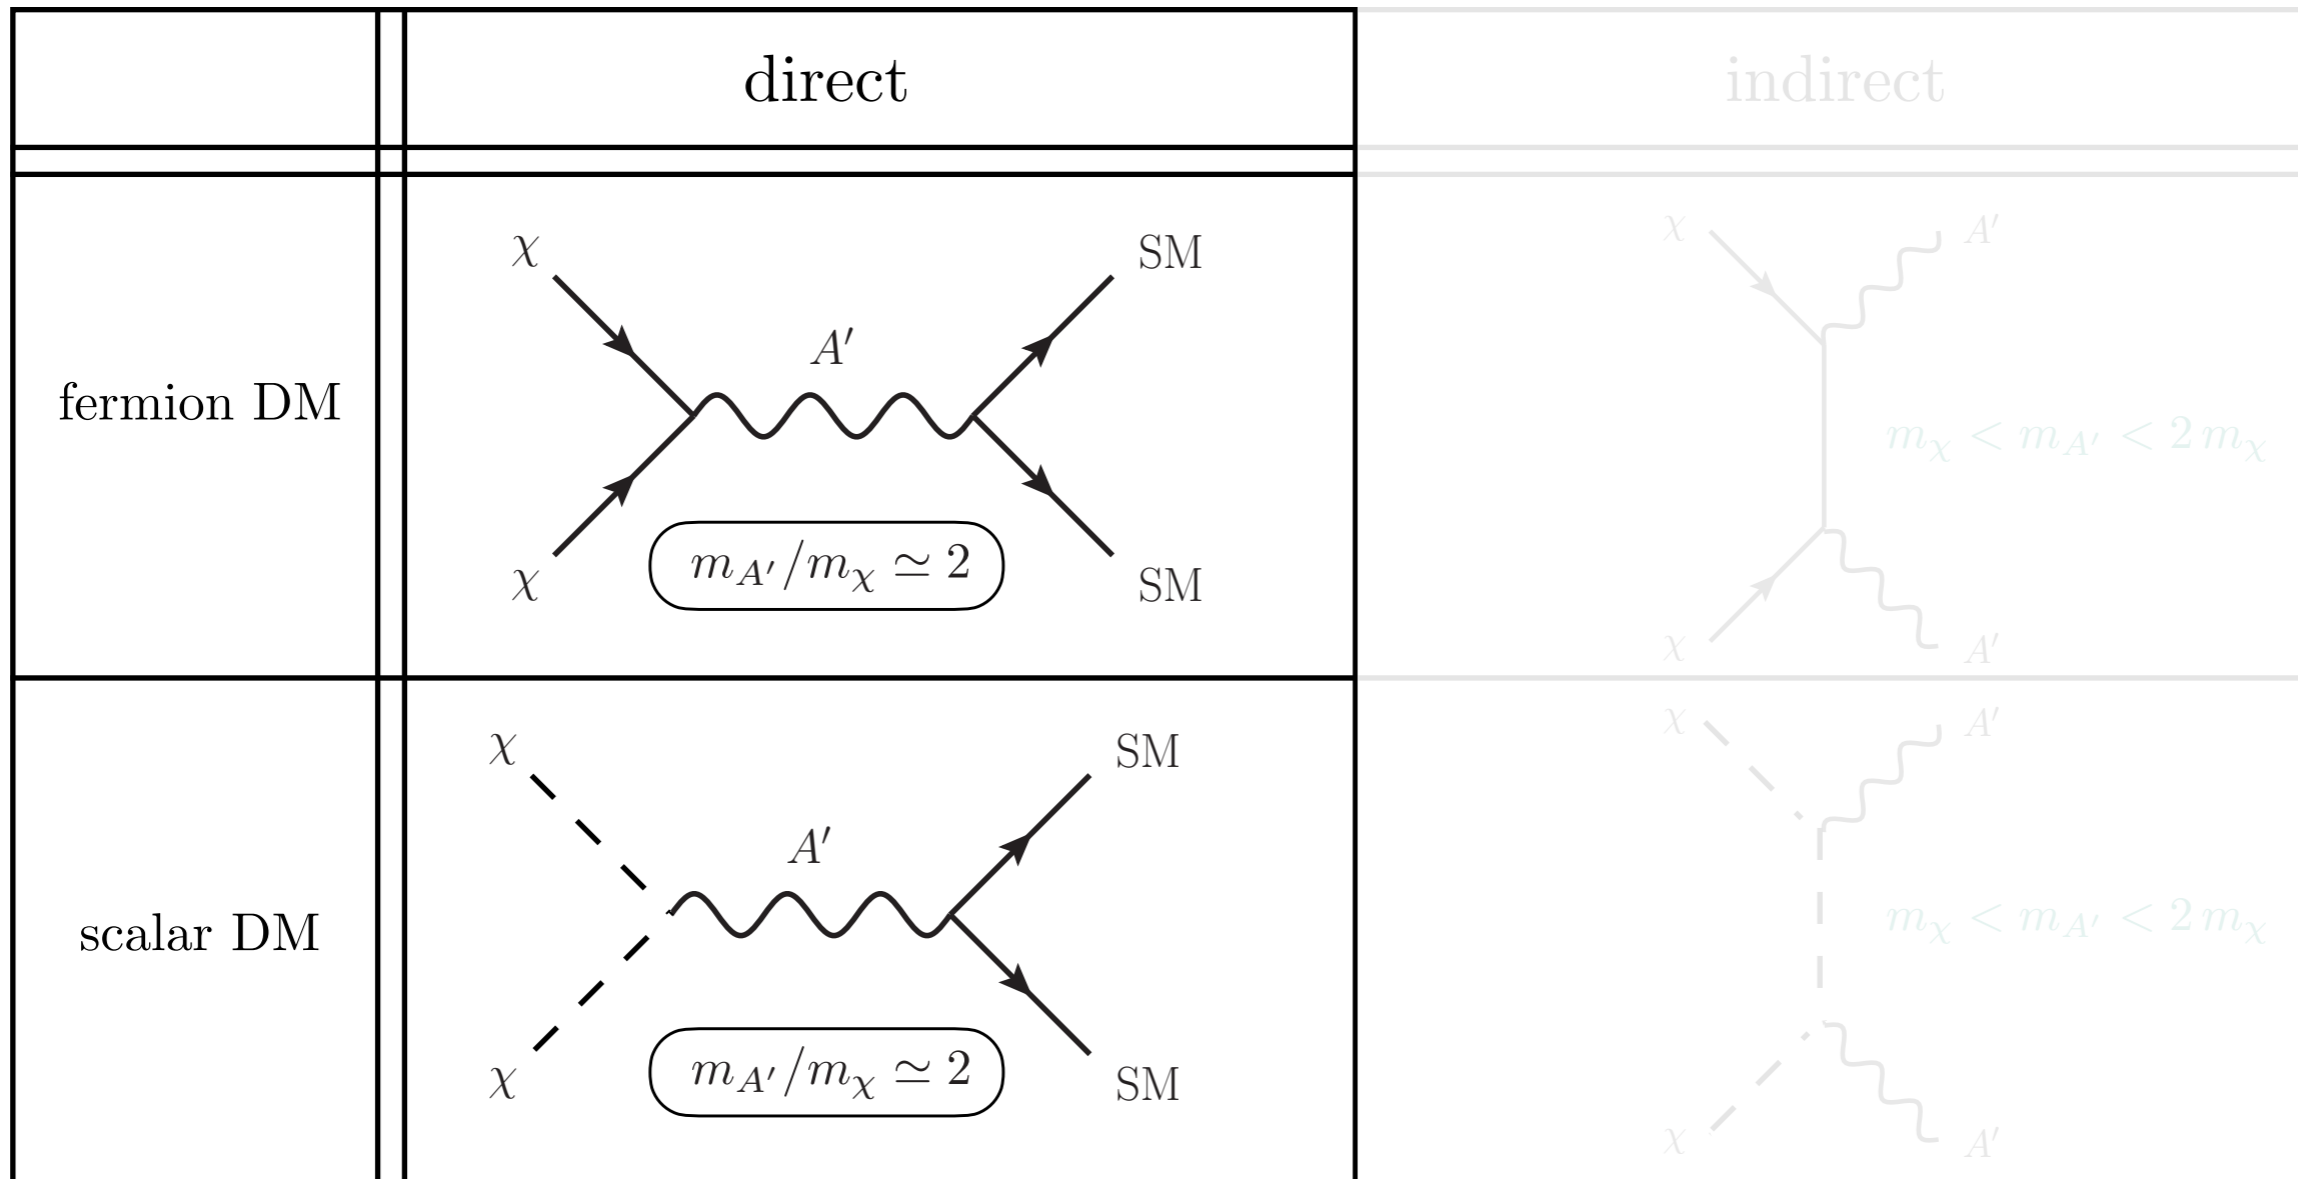 direct
indirect
fermion DM
χ
SM
A′
m_{A′}/m_χ ≃ 2
χ
SM
χ
A′
m_χ < m_{A′} < 2 m_χ
χ
A′
scalar DM
χ
SM
A′
m_{A′}/m_χ ≃ 2
χ
SM
χ
A′
m_χ < m_{A′} < 2 m_χ
χ
A′